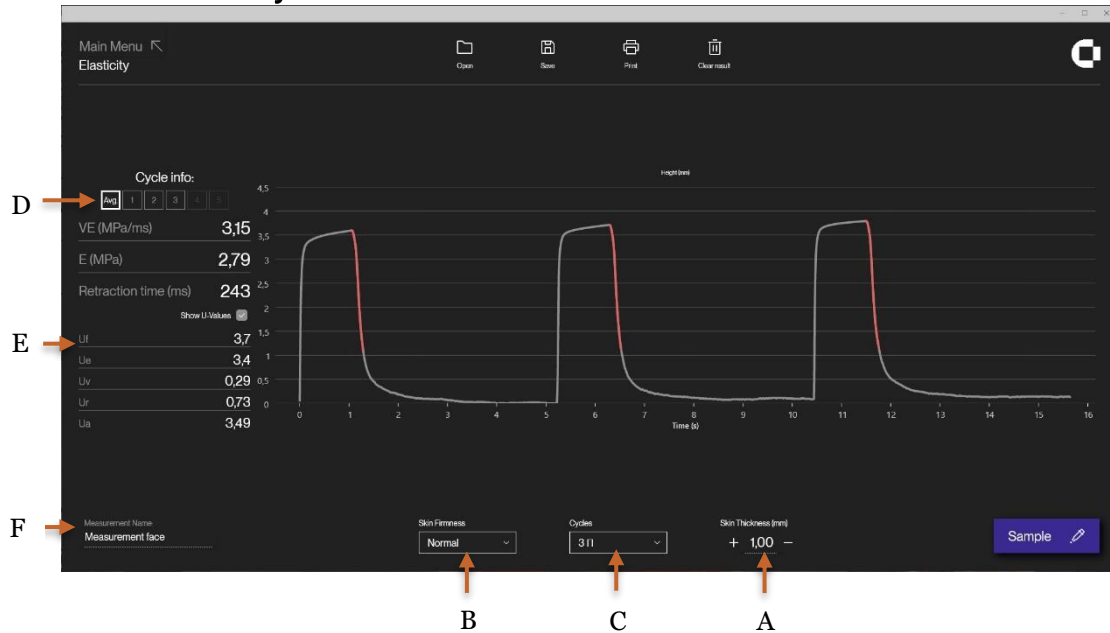 Main Menu
Elasticity
Open
Save
Print
Clear result
Cycle info:
Avg. 1 2 3 4 5
VE (MPa/ms) 3,15
E (MPa) 2,79
Retraction time (ms) 243
Show U-Values
Uf 3,7
Ue 3,4
Uv 0,29
Ur 0,73
Ua 3,49
Height (mm)
4,5
4
3,5
3
2,5
2
1,5
1
0,5
0
0 1 2 3 4 5 6 7 8 9 10 11 12 13 14 15 16
Time (s)
D
E
F
Measurement Name
Measurement face
Skin Firmness
Normal
Cycles
3
Skin Thickness (mm)
+ 1,00 −
Sample
B
C
A